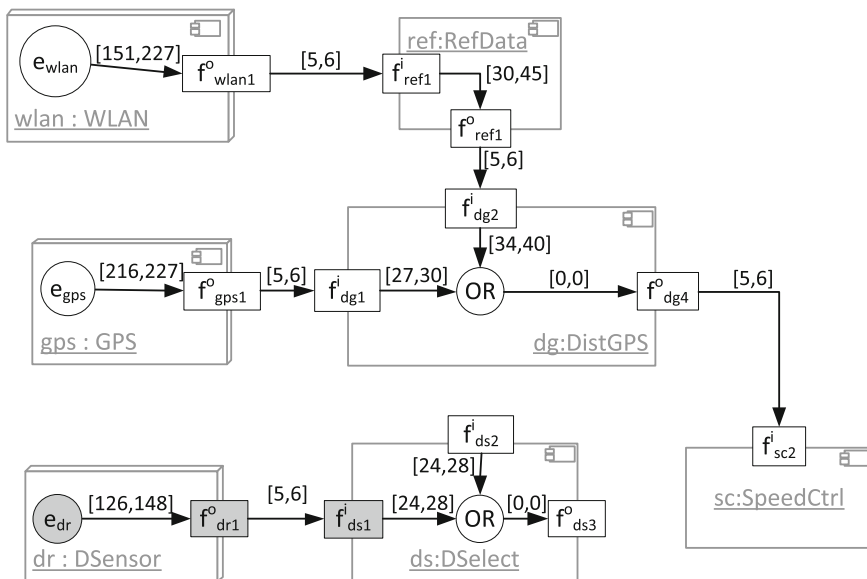 e_wlan [151,227] f^o_wlan1 [5,6] f^i_ref1 [30,45] ref:RefData
wlan : WLAN
f^o_ref1
[5,6]
f^i_dg2
[34,40]
e_gps [216,227] f^o_gps1 [5,6] f^i_dg1 [27,30] OR [0,0] f^o_dg4 [5,6]
gps : GPS
dg:DistGPS
f^i_sc2
sc:SpeedCtrl
f^i_ds2
[24,28]
e_dr [126,148] f^o_dr1 [5,6] f^i_ds1 [24,28] OR [0,0] f^o_ds3
dr : DSensor
ds:DSelect